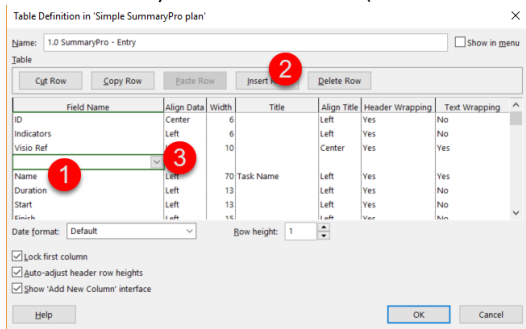 Table Definition in 'Simple SummaryPro plan'
Name: 1.0 SummaryPro - Entry Show in menu
Table
Cut Row Copy Row Paste Row Insert 2 Delete Row
Field Name Align Data Width Title Align Title Header Wrapping Text Wrapping
ID Center 6 Left Yes No
Indicators Left 6 Left Yes No
Visio Ref 10 Center Yes Yes
1 3
Name Left 70 Task Name Left Yes Yes
Duration Left 13 Left Yes No
Start Left 13 Left Yes No
Finish Left 15 Left Yes No
Date format: Default Row height: 1
Lock first column
Auto-adjust header row heights
Show 'Add New Column' interface
Help OK Cancel